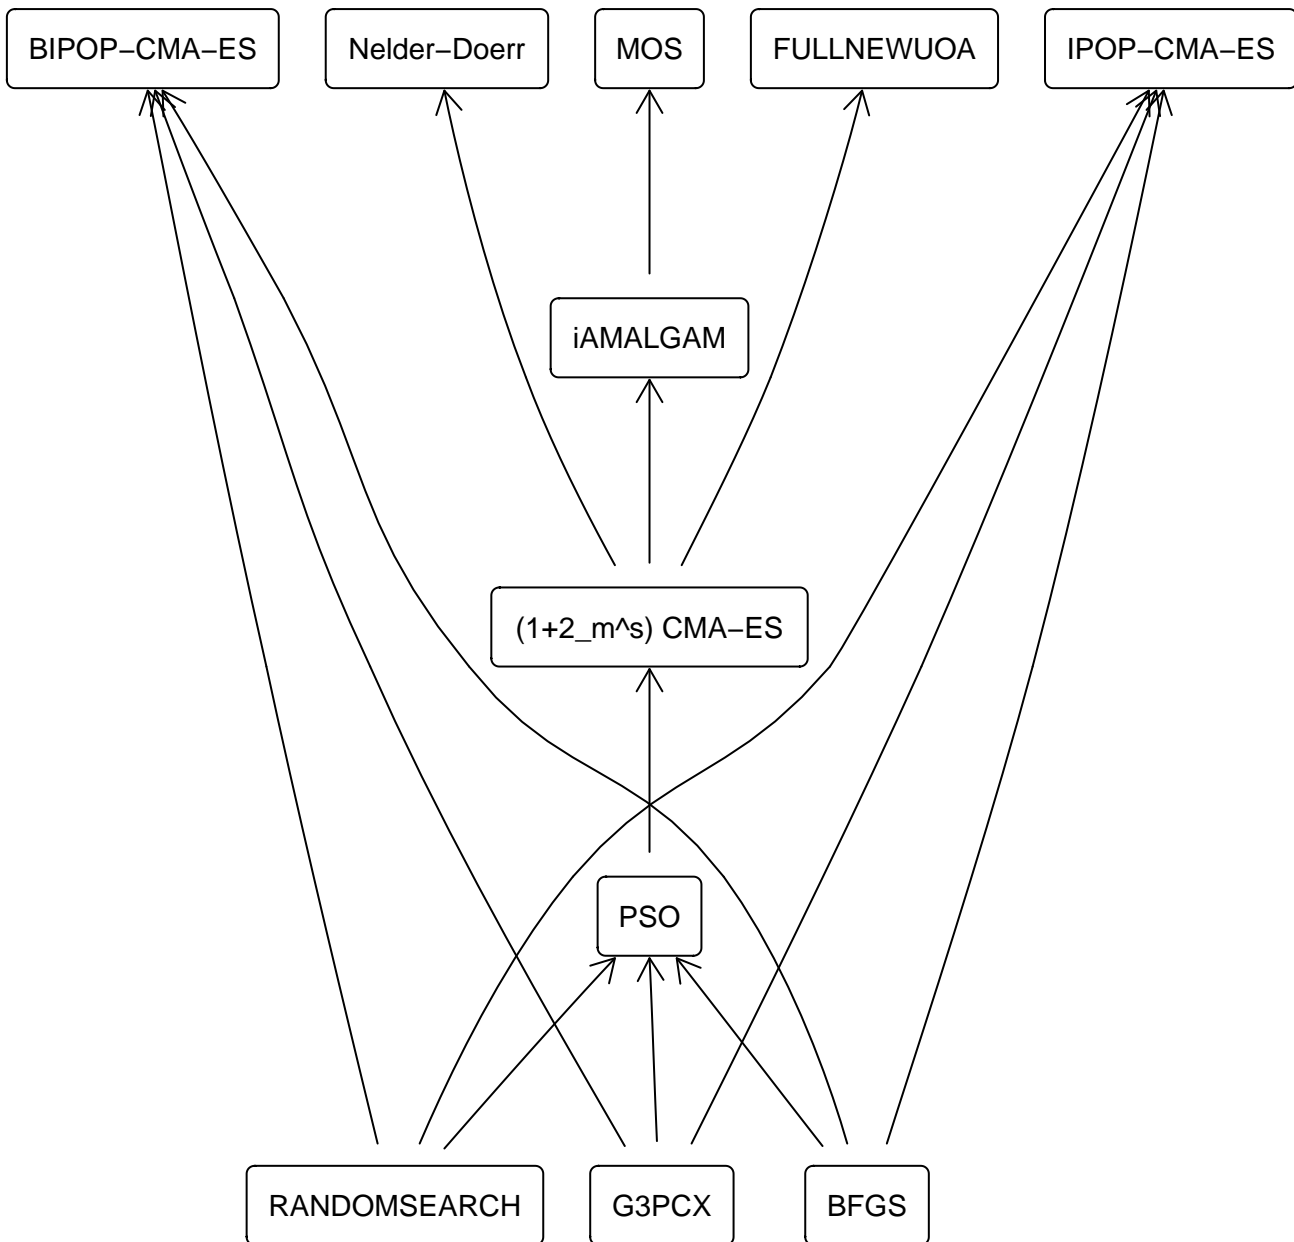 BIPOP−CMA−ES
Nelder−Doerr
MOS
FULLNEWUOA
IPOP−CMA−ES
iAMALGAM
(1+2_m^s) CMA−ES
PSO
RANDOMSEARCH
G3PCX
BFGS